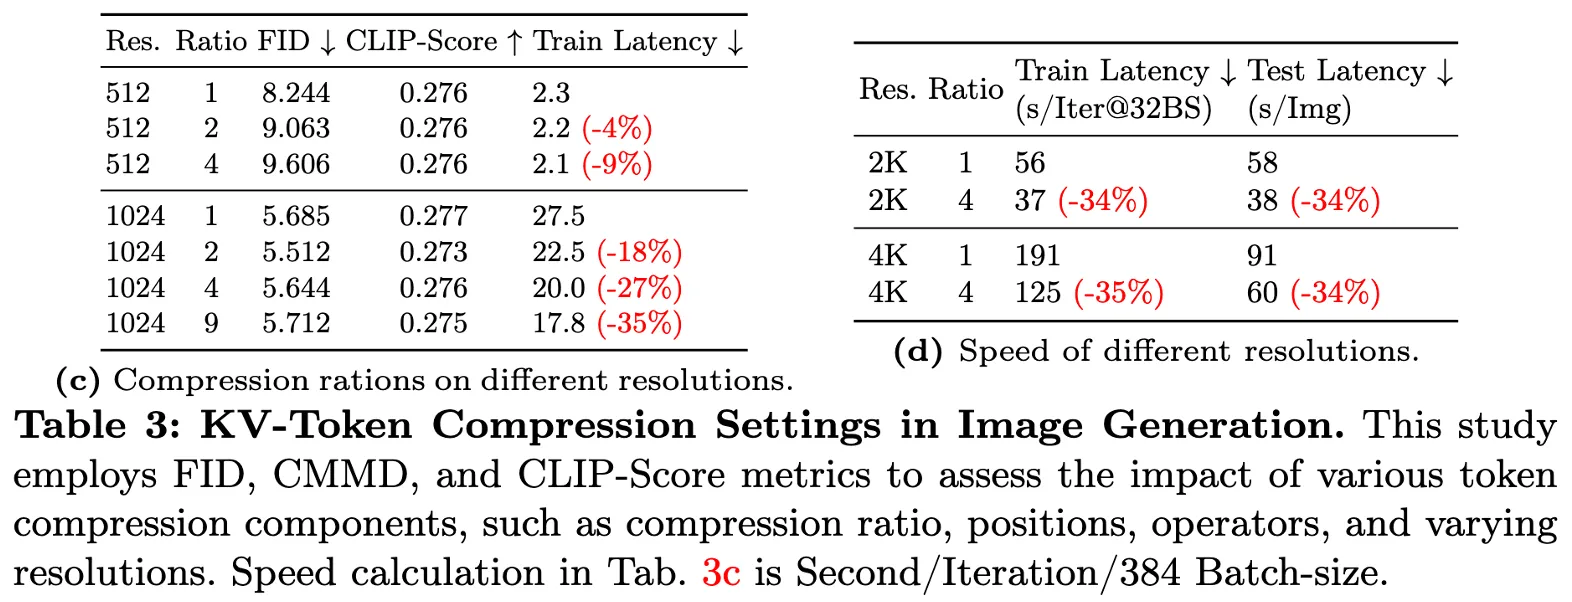 Res. Ratio FID ↓ CLIP-Score ↑ Train Latency ↓
512 1 8.244 0.276 2.3
512 2 9.063 0.276 2.2 (-4%)
512 4 9.606 0.276 2.1 (-9%)
1024 1 5.685 0.277 27.5
1024 2 5.512 0.273 22.5 (-18%)
1024 4 5.644 0.276 20.0 (-27%)
1024 9 5.712 0.275 17.8 (-35%)
(c) Compression rations on different resolutions.
Res. Ratio Train Latency ↓ Test Latency ↓
(s/Iter@32BS) (s/Img)
2K 1 56 58
2K 4 37 (-34%) 38 (-34%)
4K 1 191 91
4K 4 125 (-35%) 60 (-34%)
(d) Speed of different resolutions.
Table 3: KV-Token Compression Settings in Image Generation. This study
employs FID, CMMD, and CLIP-Score metrics to assess the impact of various token
compression components, such as compression ratio, positions, operators, and varying
resolutions. Speed calculation in Tab. 3c is Second/Iteration/384 Batch-size.